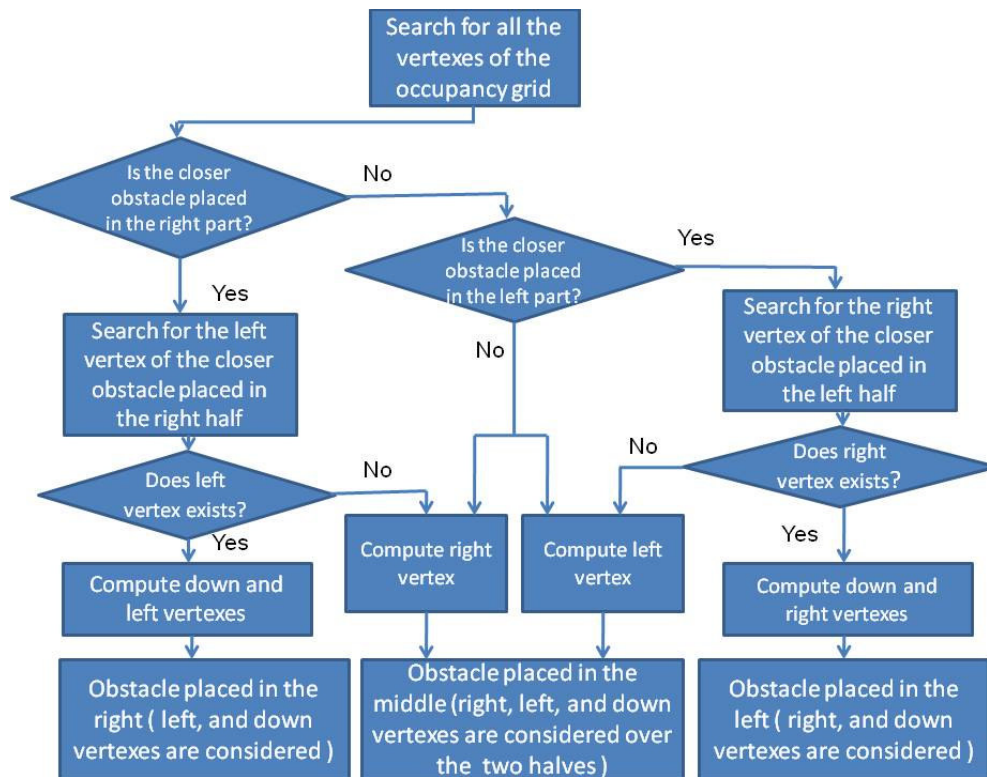 Search for all the
vertexes of the
occupancy grid
Is the closer
obstacle placed
in the right part?
No
Is the closer
obstacle placed
in the left part?
Yes
Yes
Search for the left
vertex of the closer
obstacle placed in
the right half
No
Search for the right
vertex of the closer
obstacle placed in
the left half
Does left
vertex exists?
No
No
Does right
vertex exists?
Yes
Compute right
vertex
Compute left
vertex
Yes
Compute down and
left vertexes
Compute down and
right vertexes
Obstacle placed in the
right ( left, and down
vertexes are considered )
Obstacle placed in the
middle (right, left, and down
vertexes are considered over
the two halves )
Obstacle placed in the
left ( right, and down
vertexes are considered )